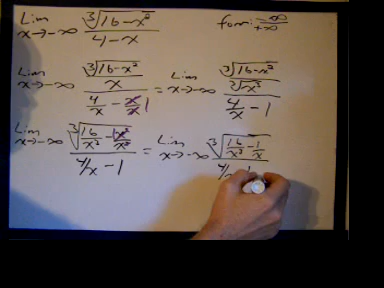 Lim x→-∞ ∛(16-x²) / (4-x) form: -∞/+∞
Lim x→-∞ (∛(16-x²) / x) / (4/x - x/x 1) = Lim x→-∞ (∛(16-x²) / ∛x³) / (4/x - 1)
Lim x→-∞ ∛(16/x³ - x²/x³) / (4/x - 1) = Lim x→-∞ ∛(16/x³ - 1/x) / (4/x - 1